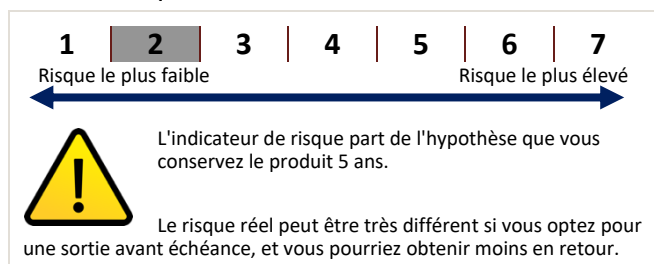 1 2 3 4 5 6 7
Risque le plus faible Risque le plus élevé
L'indicateur de risque part de l'hypothèse que vous
conservez le produit 5 ans.
Le risque réel peut être très différent si vous optez pour
une sortie avant échéance, et vous pourriez obtenir moins en retour.